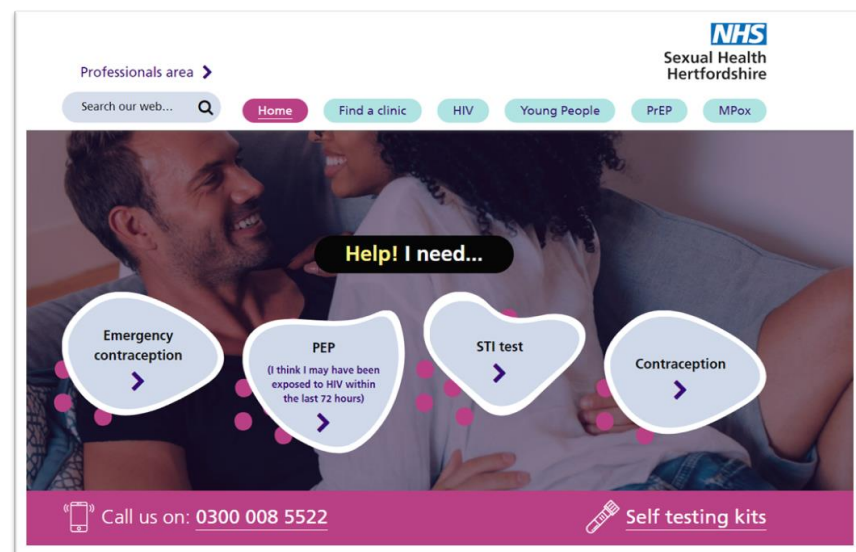 NHS
Sexual Health
Hertfordshire
Professionals area
Search our web...
Home
Find a clinic
HIV
Young People
PrEP
MPox
Help! I need...
Emergency
contraception
PEP
(I think I may have been
exposed to HIV within
the last 72 hours)
STI test
Contraception
Call us on: 0300 008 5522
Self testing kits